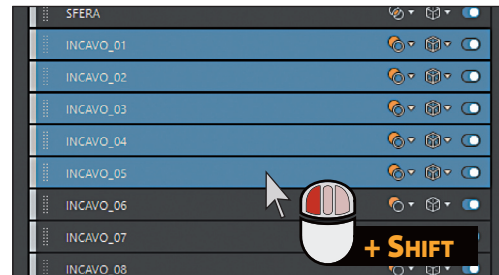 SFERA
INCAVO_01
INCAVO_02
INCAVO_03
INCAVO_04
INCAVO_05
INCAVO_06
INCAVO_07
+ SHIFT
INCAVO_08